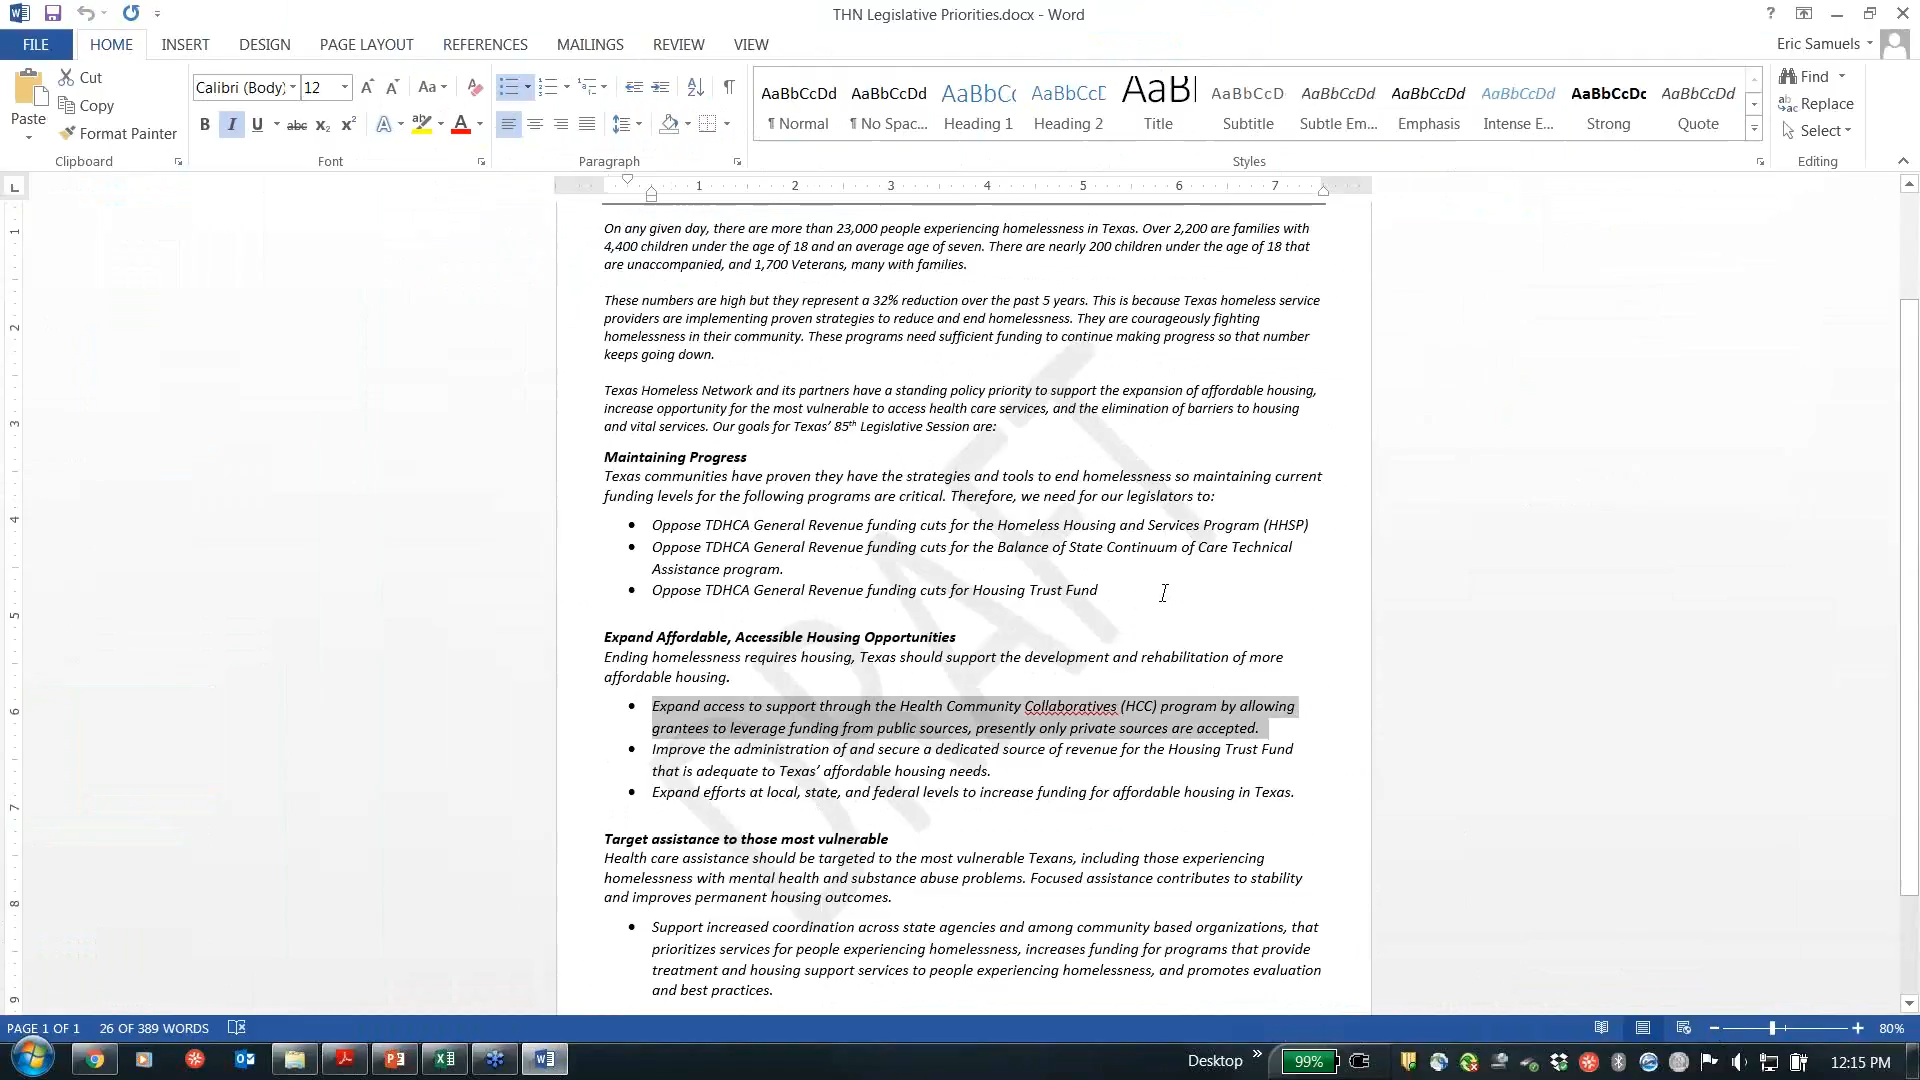 THN Legislative Priorities.docx - Word
FILE HOME INSERT DESIGN PAGE LAYOUT REFERENCES MAILINGS REVIEW VIEW Eric Samuels
Cut
Copy
Format Painter
Paste
Clipboard
Calibri (Body) 12
Font
Paragraph
AaBbCcDd AaBbCcDd AaBbCc AaBbCcE AaBl AaBbCcD AaBbCcDd AaBbCcDd AaBbCcDd AaBbCcDc AaBbCcDd
¶ Normal ¶ No Spac... Heading 1 Heading 2 Title Subtitle Subtle Em... Emphasis Intense E... Strong Quote
Styles
Find
Replace
Select
Editing
1 2 3 4 5 6 7
On any given day, there are more than 23,000 people experiencing homelessness in Texas. Over 2,200 are families with
4,400 children under the age of 18 and an average age of seven. There are nearly 200 children under the age of 18 that
are unaccompanied, and 1,700 Veterans, many with families.
These numbers are high but they represent a 32% reduction over the past 5 years. This is because Texas homeless service
providers are implementing proven strategies to reduce and end homelessness. They are courageously fighting
homelessness in their community. These programs need sufficient funding to continue making progress so that number
keeps going down.
Texas Homeless Network and its partners have a standing policy priority to support the expansion of affordable housing,
increase opportunity for the most vulnerable to access health care services, and the elimination of barriers to housing
and vital services. Our goals for Texas' 85th Legislative Session are:
Maintaining Progress
Texas communities have proven they have the strategies and tools to end homelessness so maintaining current
funding levels for the following programs are critical. Therefore, we need for our legislators to:
• Oppose TDHCA General Revenue funding cuts for the Homeless Housing and Services Program (HHSP)
• Oppose TDHCA General Revenue funding cuts for the Balance of State Continuum of Care Technical
Assistance program.
• Oppose TDHCA General Revenue funding cuts for Housing Trust Fund
Expand Affordable, Accessible Housing Opportunities
Ending homelessness requires housing, Texas should support the development and rehabilitation of more
affordable housing.
• Expand access to support through the Health Community Collaboratives (HCC) program by allowing
grantees to leverage funding from public sources, presently only private sources are accepted.
• Improve the administration of and secure a dedicated source of revenue for the Housing Trust Fund
that is adequate to Texas' affordable housing needs.
• Expand efforts at local, state, and federal levels to increase funding for affordable housing in Texas.
Target assistance to those most vulnerable
Health care assistance should be targeted to the most vulnerable Texans, including those experiencing
homelessness with mental health and substance abuse problems. Focused assistance contributes to stability
and improves permanent housing outcomes.
• Support increased coordination across state agencies and among community based organizations, that
prioritizes services for people experiencing homelessness, increases funding for programs that provide
treatment and housing support services to people experiencing homelessness, and promotes evaluation
and best practices.
DRAFT
PAGE 1 OF 1 26 OF 389 WORDS 80%
Desktop 99% 12:15 PM